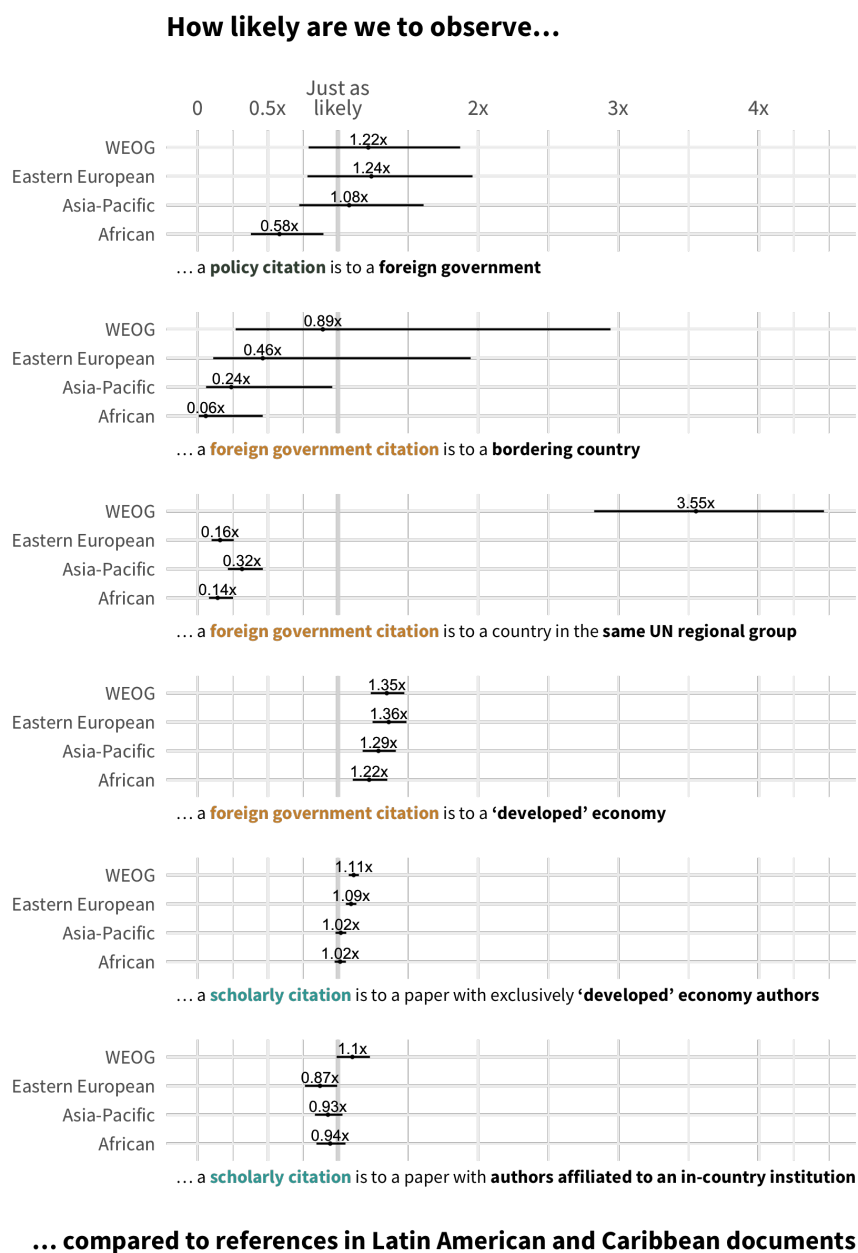 How likely are we to observe…
Just as
0 0.5x likely 2x 3x 4x
WEOG 1.22x
Eastern European 1.24x
Asia-Pacific 1.08x
African 0.58x
… a policy citation is to a foreign government
WEOG 0.89x
Eastern European 0.46x
Asia-Pacific 0.24x
African 0.06x
… a foreign government citation is to a bordering country
WEOG 3.55x
Eastern European 0.16x
Asia-Pacific 0.32x
African 0.14x
… a foreign government citation is to a country in the same UN regional group
WEOG 1.35x
Eastern European 1.36x
Asia-Pacific 1.29x
African 1.22x
… a foreign government citation is to a ‘developed’ economy
WEOG 1.11x
Eastern European 1.09x
Asia-Pacific 1.02x
African 1.02x
… a scholarly citation is to a paper with exclusively ‘developed’ economy authors
WEOG 1.1x
Eastern European 0.87x
Asia-Pacific 0.93x
African 0.94x
… a scholarly citation is to a paper with authors affiliated to an in-country institution
… compared to references in Latin American and Caribbean documents